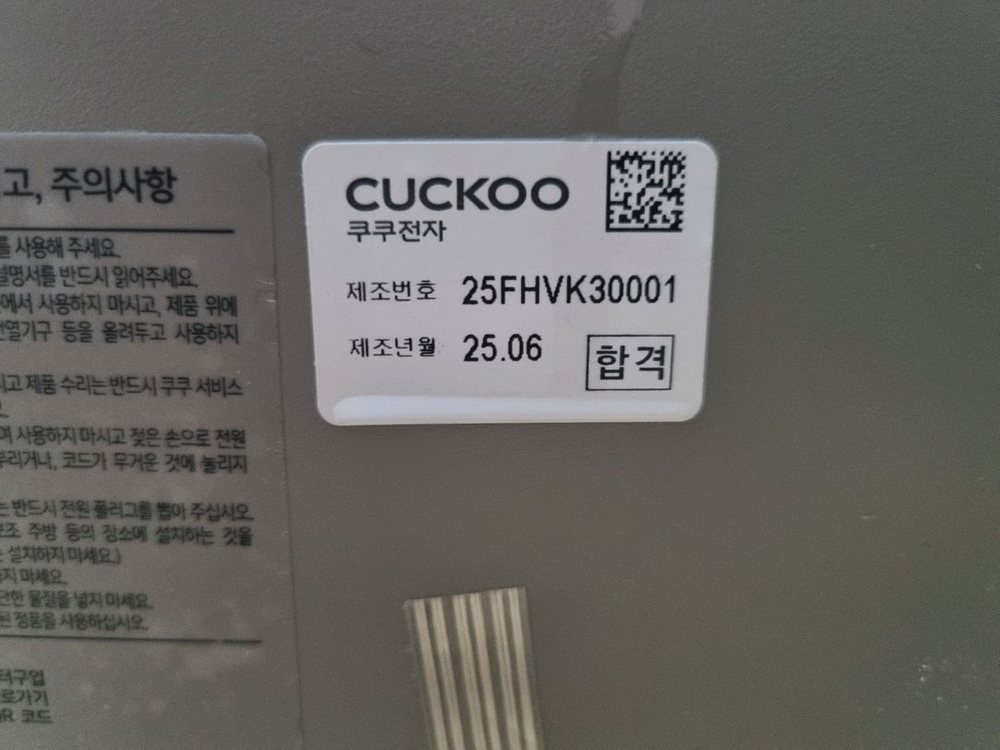 고, 주의사항
를 사용해 주세요.
설명서를 반드시 읽어주세요.
에서 사용하지 마시고, 제품 위에
전열기구 등을 올려두고 사용하지
고 제품 수리는 반드시 쿠쿠 서비스
여 사용하지 마시고 젖은 손으로 전원
부리거나, 코드가 무거운 것에 눌리지
는 반드시 전원 플러그를 뽑아 주십시오.
보조 주방 등의 장소에 설치하는 것을
설치하지 마세요.)
지 마세요.
단한 물질을 넣지 마세요.
된 정품을 사용하십시오.
터구입
로가기
QR 코드
CUCKOO
쿠쿠전자
제조번호 25FHVK30001
제조년월 25.06
합격